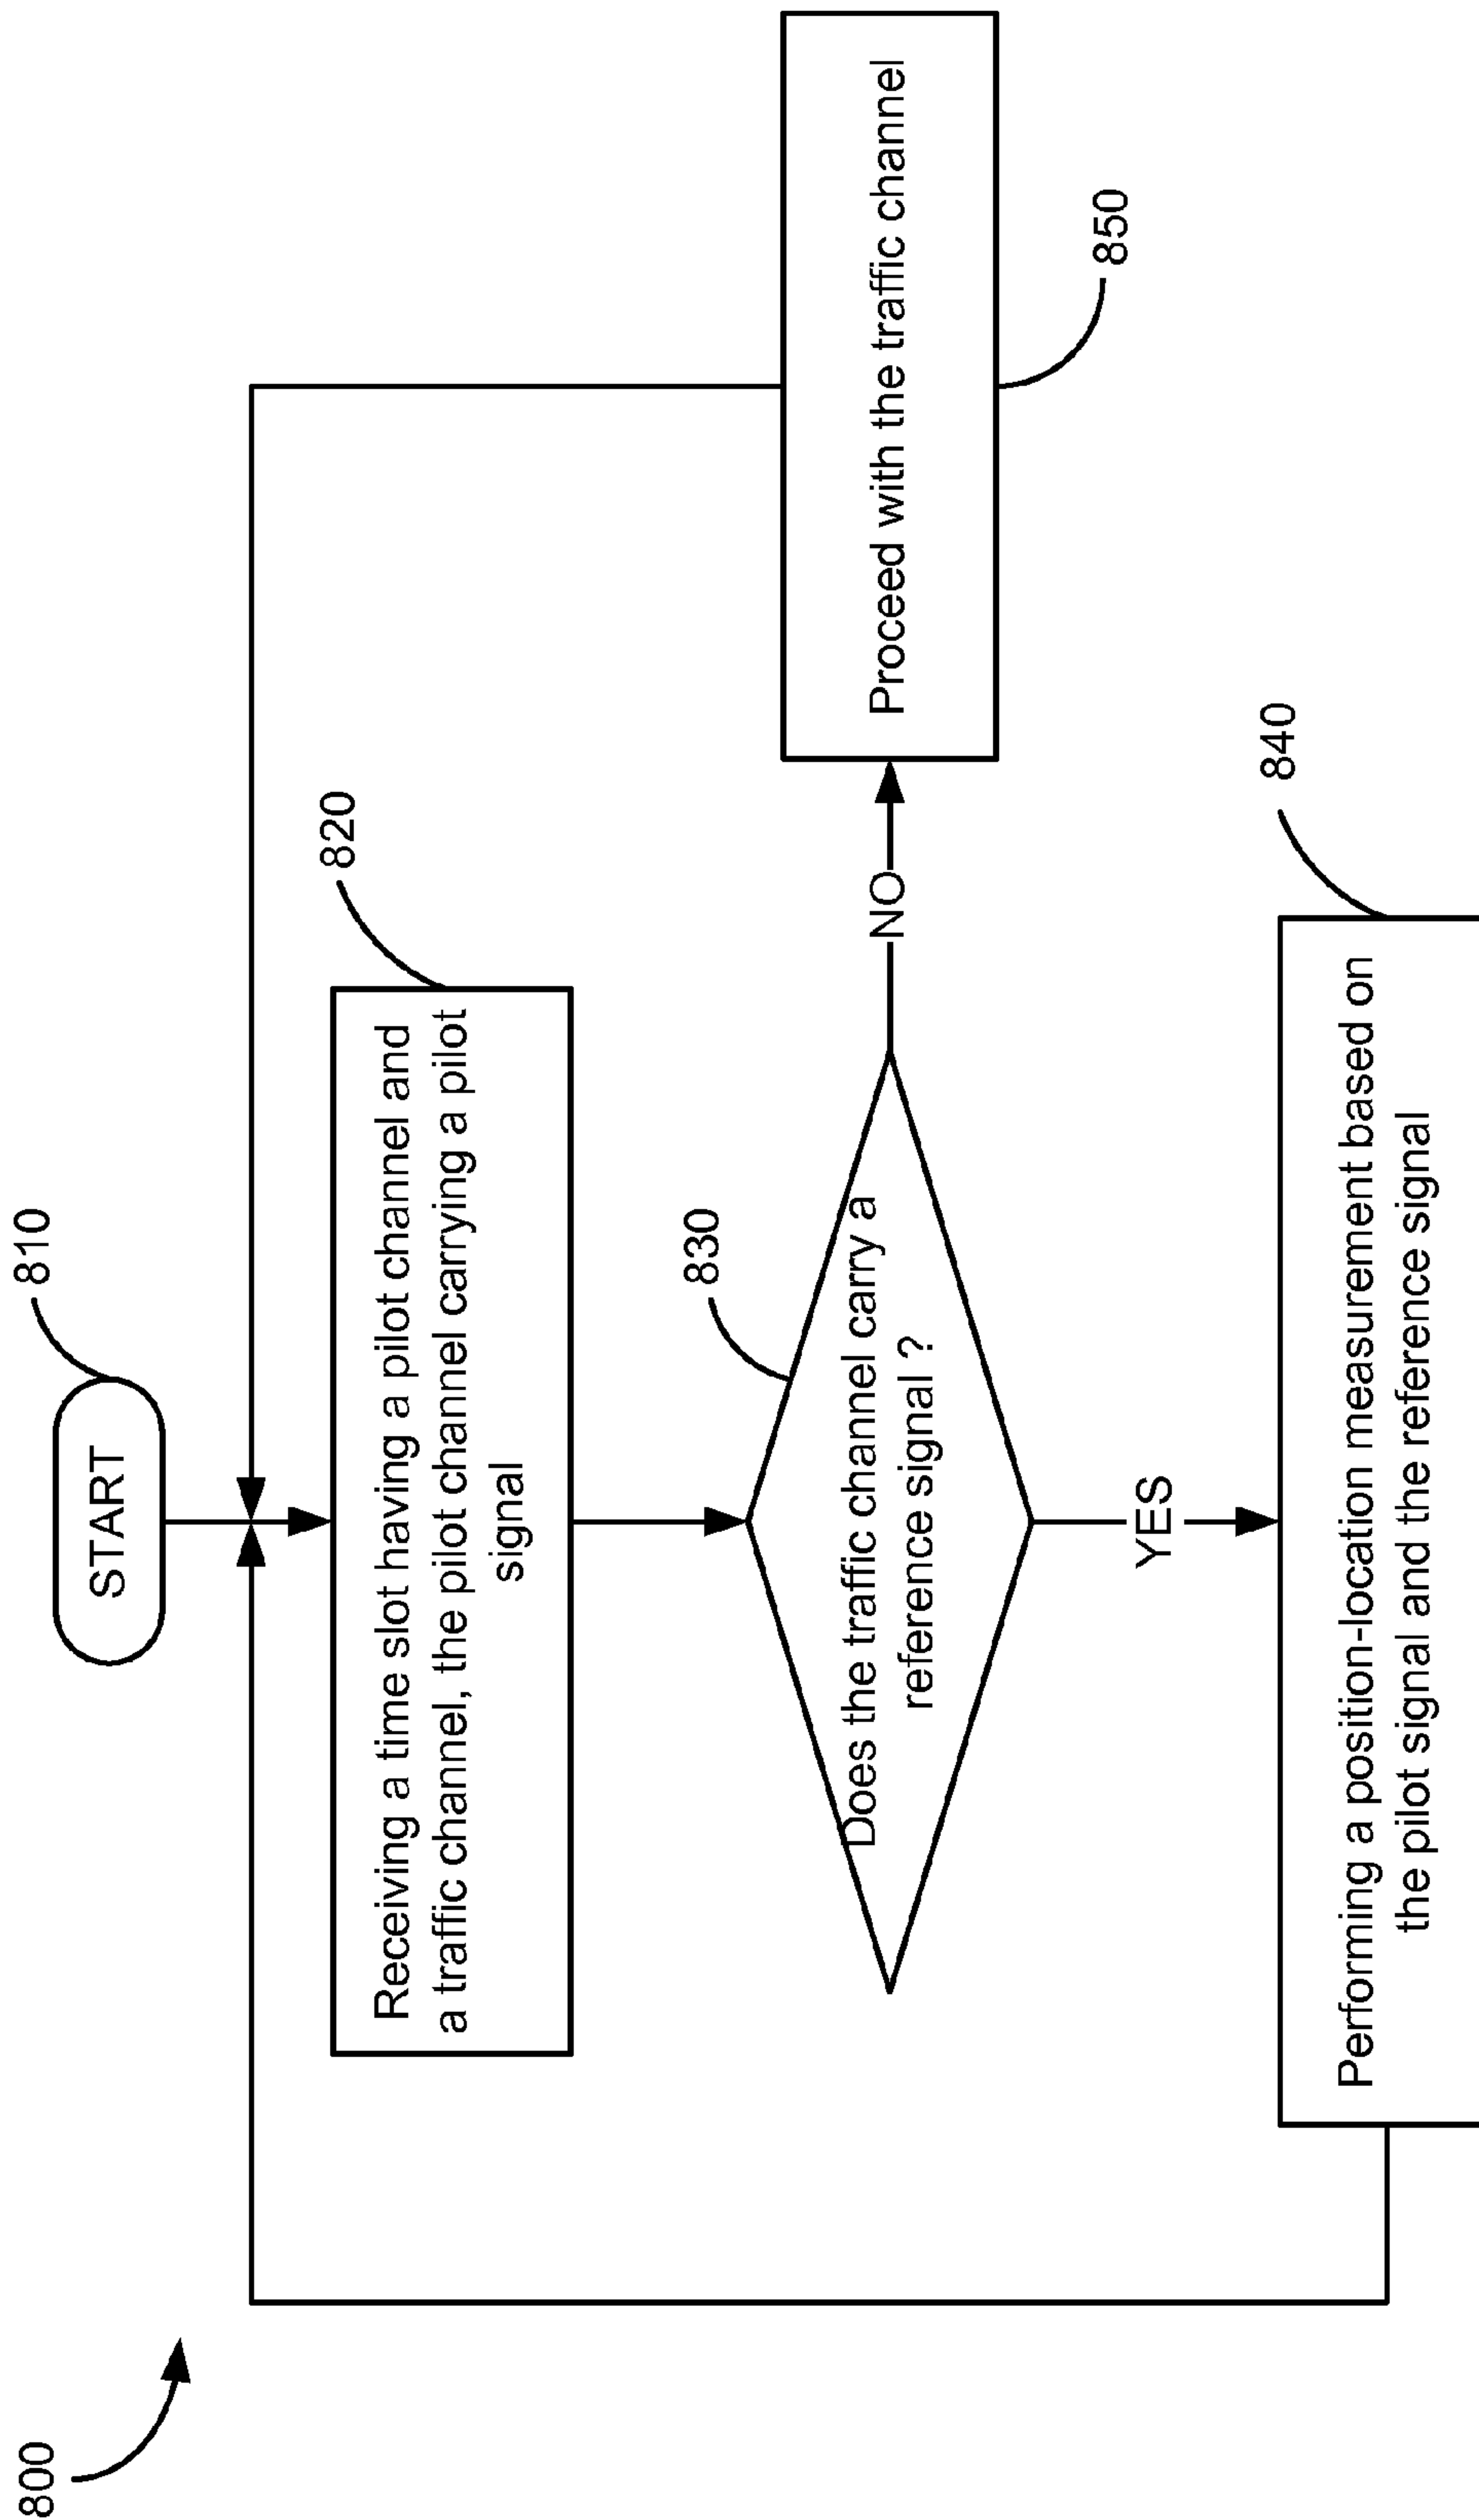 800
810
START
820
Receiving a time slot having a pilot channel and
a traffic channel, the pilot channel carrying a pilot
signal
830
Does the traffic channel carry a
reference signal ?
NO
Proceed with the traffic channel
850
YES
840
Performing a position-location measurement based on
the pilot signal and the reference signal